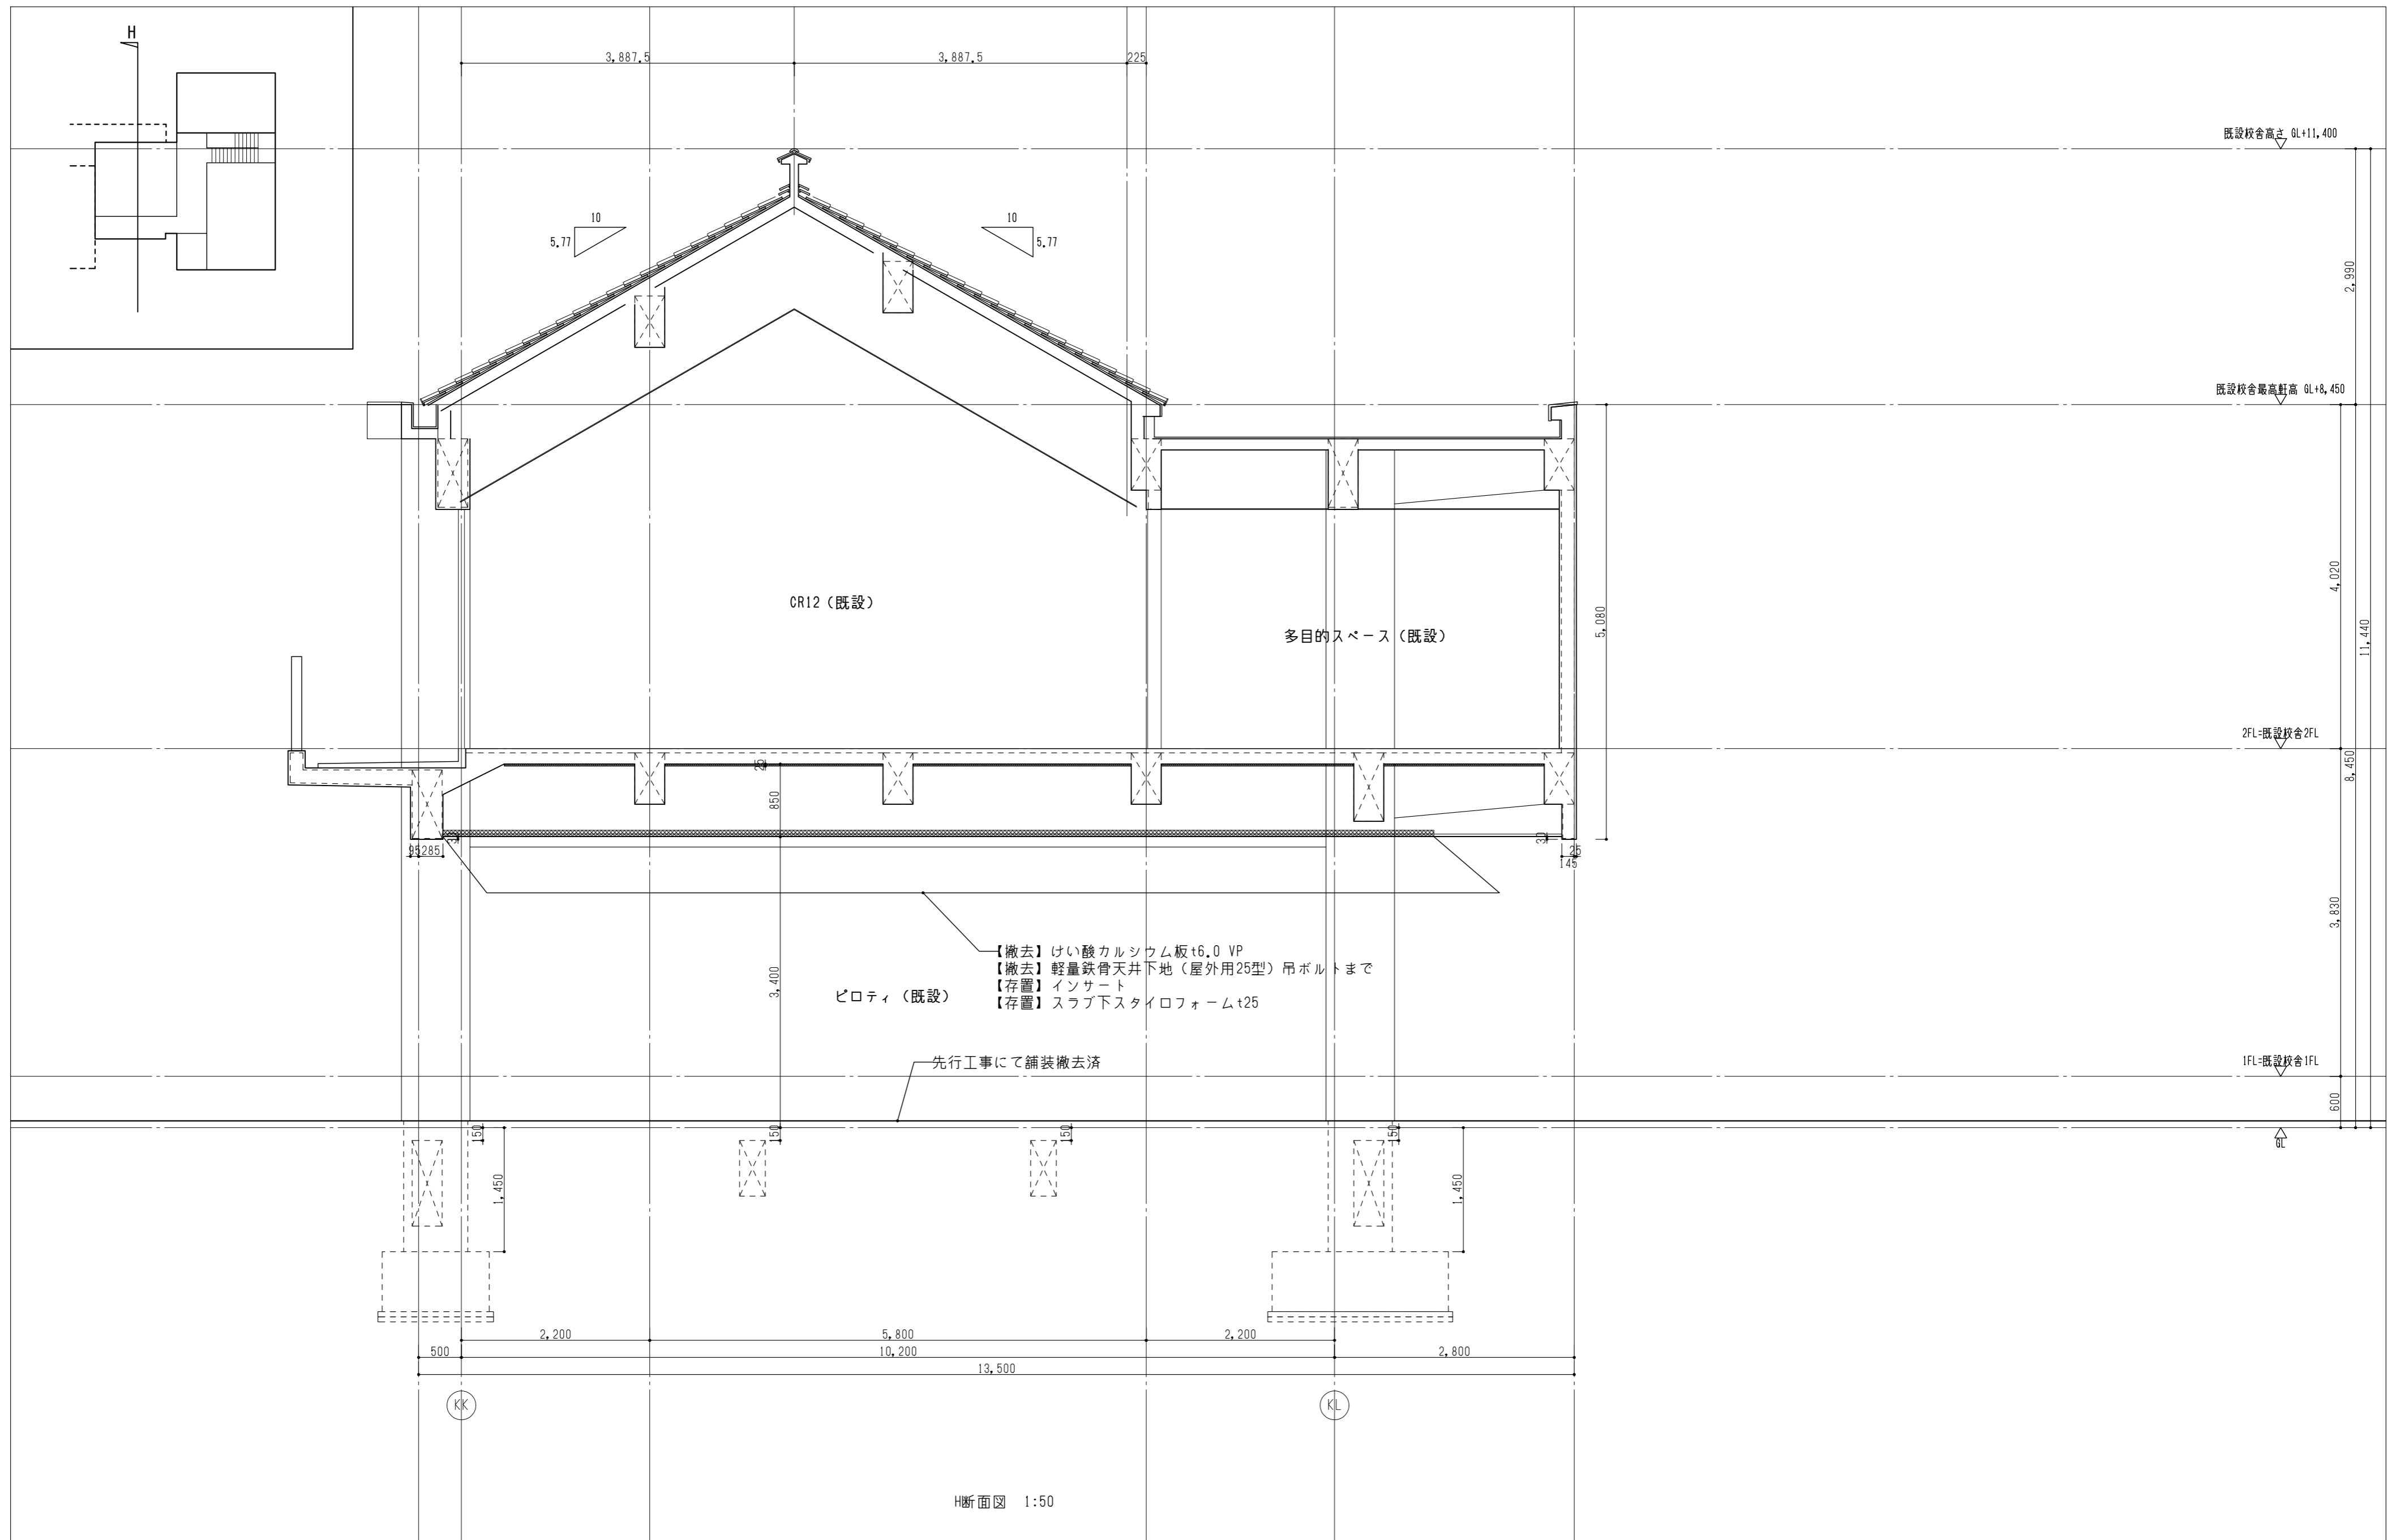 H
3,887.5
3,887.5
225
既設校舎高さ GL+11,400
10
5.77
10
5.77
2,990
既設校舎最高軒高 GL+8,450
CR12（既設）
多目的スペース（既設）
5,080
4,020
11,440
2FL=既設校舎2FL
8,450
25
850
30
30
95
285
25
145
3,830
【撤去】けい酸カルシウム板t6.0 VP
【撤去】軽量鉄骨天井下地（屋外用25型）吊ボルトまで
【存置】インサート
【存置】スラブ下スタイロフォームt25
3,400
ピロティ（既設）
先行工事にて舗装撤去済
1FL=既設校舎1FL
600
150
150
150
150
GL
1,450
1,450
2,200
5,800
2,200
500
10,200
2,800
13,500
KK
KL
H断面図 1:50